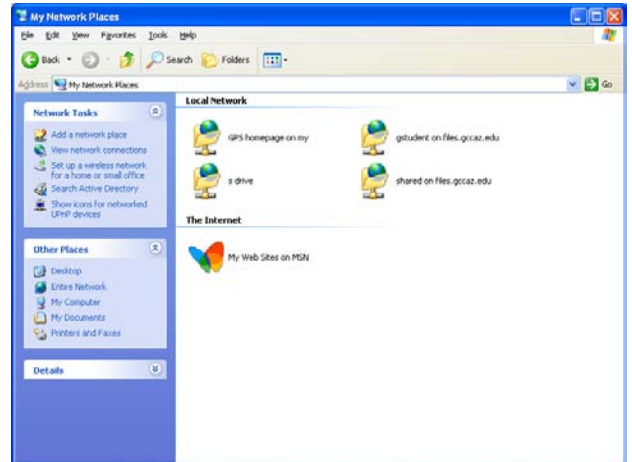 My Network Places
File Edit View Favorites Tools Help
Back Search Folders
Address My Network Places Go
Network Tasks
Add a network place
View network connections
Set up a wireless network
for a home or small office
Search Active Directory
Show icons for networked
UPnP devices
Other Places
Desktop
Entire Network
My Computer
My Documents
Printers and Faxes
Details
Local Network
GPS homepage on my
gstudent on files.gccaz.edu
s drive
shared on files.gccaz.edu
The Internet
My Web Sites on MSN